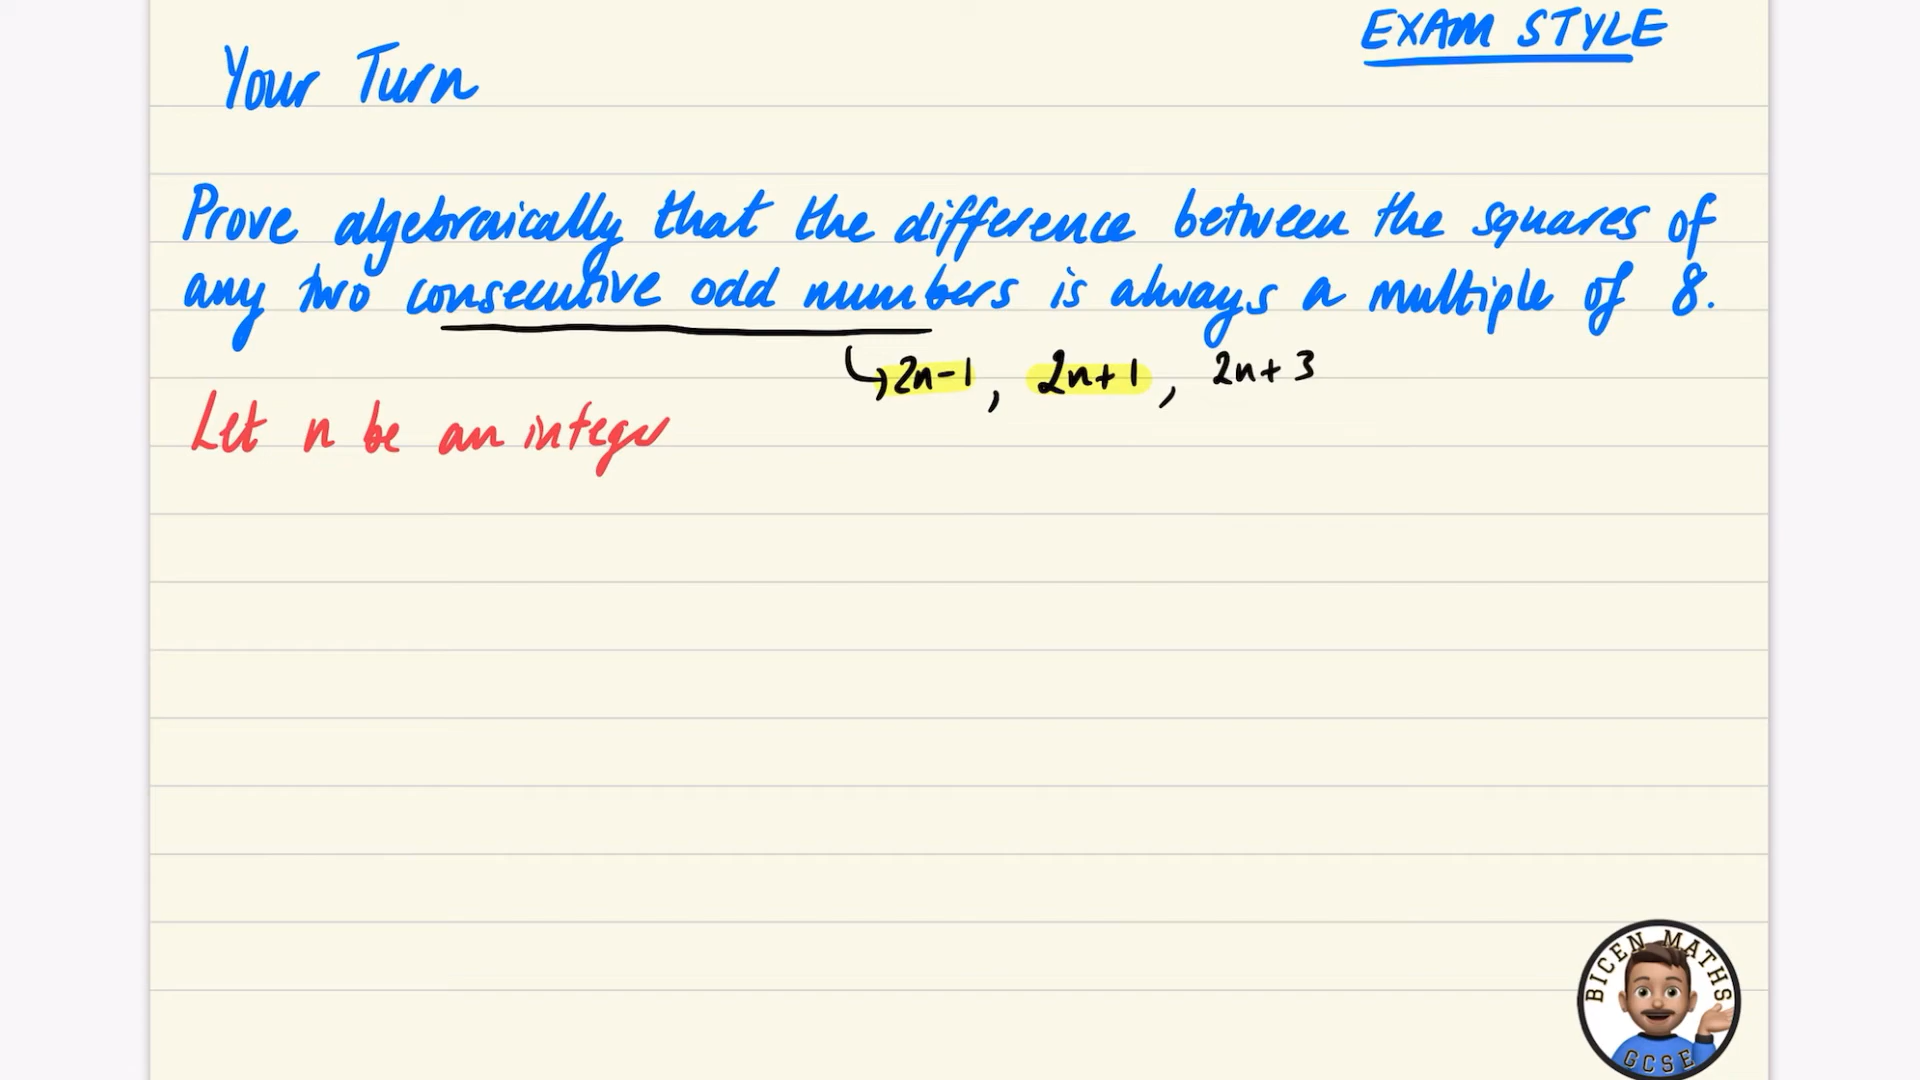 EXAM STYLE
Your Turn
Prove algebraically that the difference between the squares of
any two consecutive odd numbers is always a multiple of 8.
2n-1, 2n+1, 2n+3
Let n be an integer
BICEN MATHS
GCSE